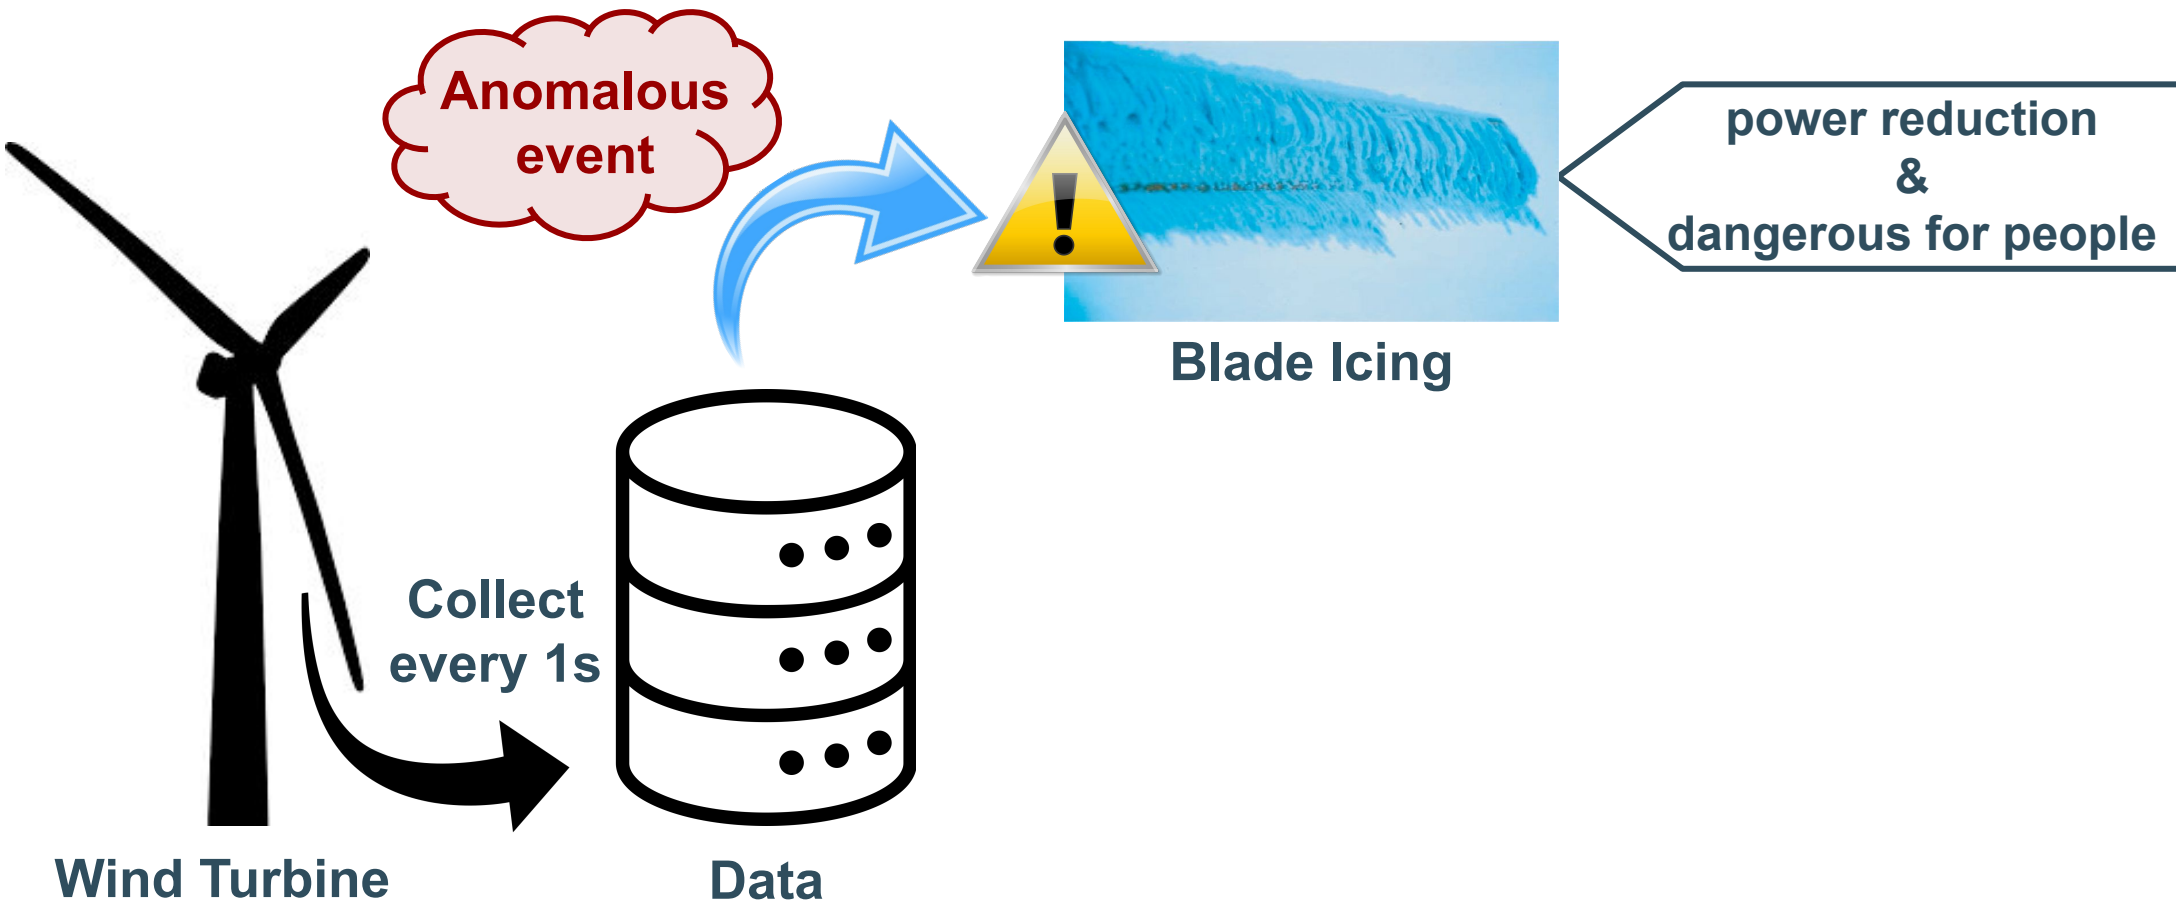 Anomalous
event
power reduction
&
dangerous for people
Blade Icing
Collect
every 1s
Wind Turbine
Data